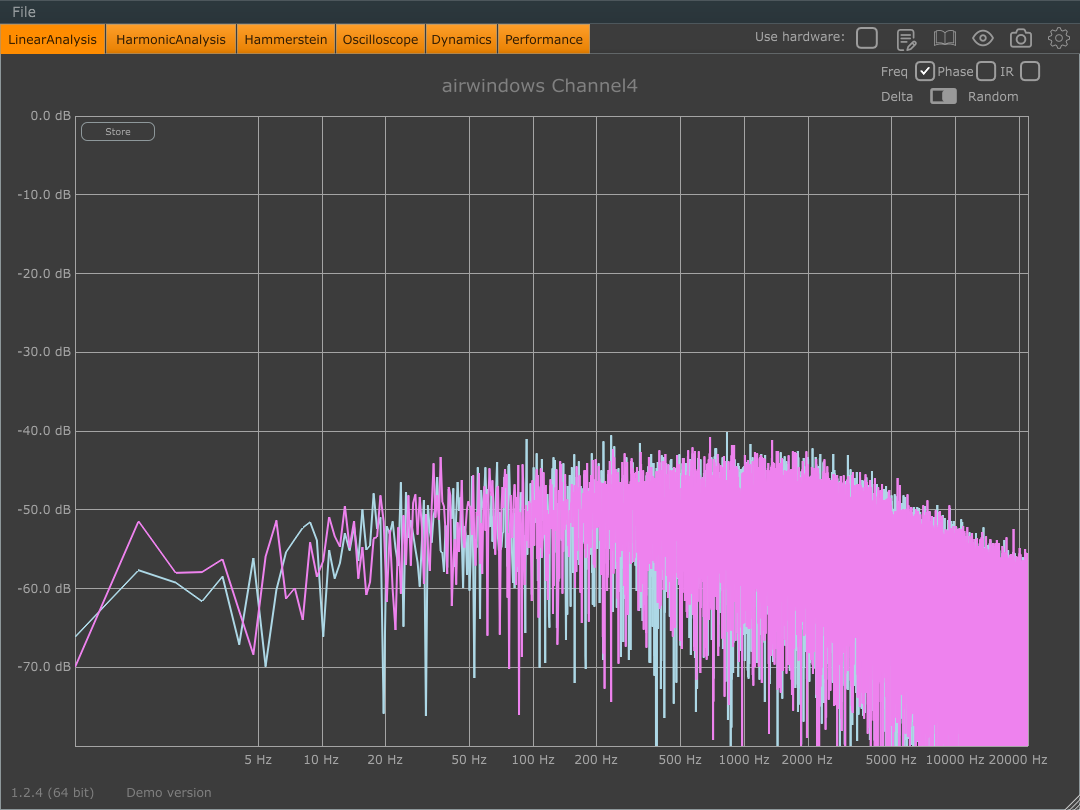 File
LinearAnalysis HarmonicAnalysis Hammerstein Oscilloscope Dynamics Performance Use hardware:
Freq Phase IR
airwindows Channel4
Delta Random
0.0 dB
Store
-10.0 dB
-20.0 dB
-30.0 dB
-40.0 dB
-50.0 dB
-60.0 dB
-70.0 dB
5 Hz 10 Hz 20 Hz 50 Hz 100 Hz 200 Hz 500 Hz 1000 Hz 2000 Hz 5000 Hz 10000 Hz 20000 Hz
1.2.4 (64 bit) Demo version